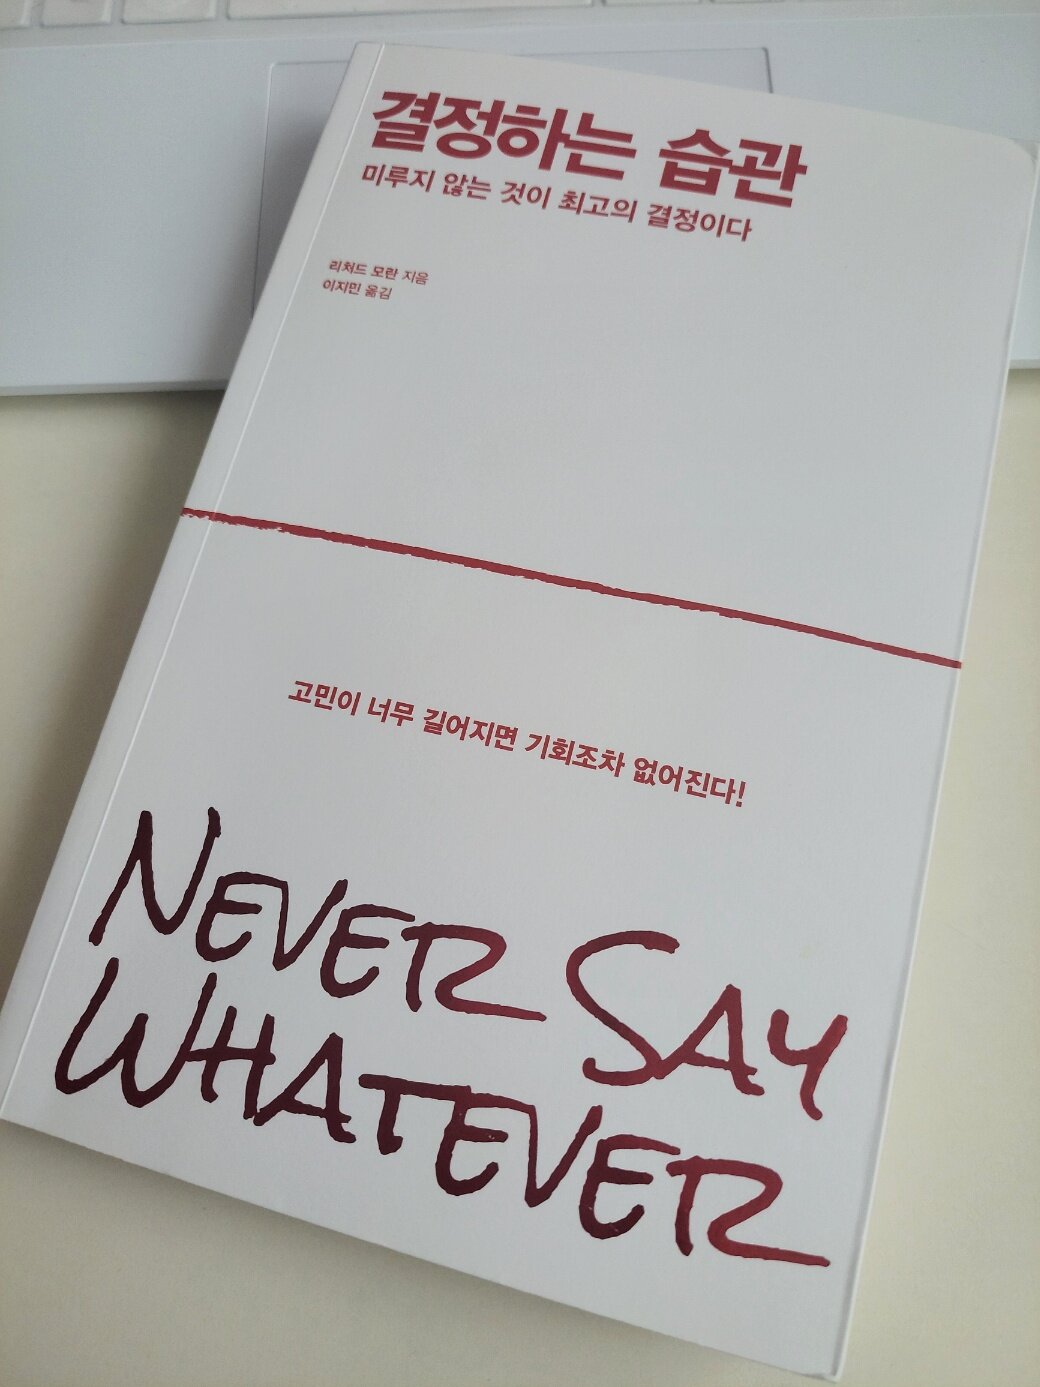 결정하는 습관
미루지 않는 것이 최고의 결정이다
리처드 모란 지음
이지민 옮김
고민이 너무 길어지면 기회조차 없어진다!
NEVER SAY
WHATEVER